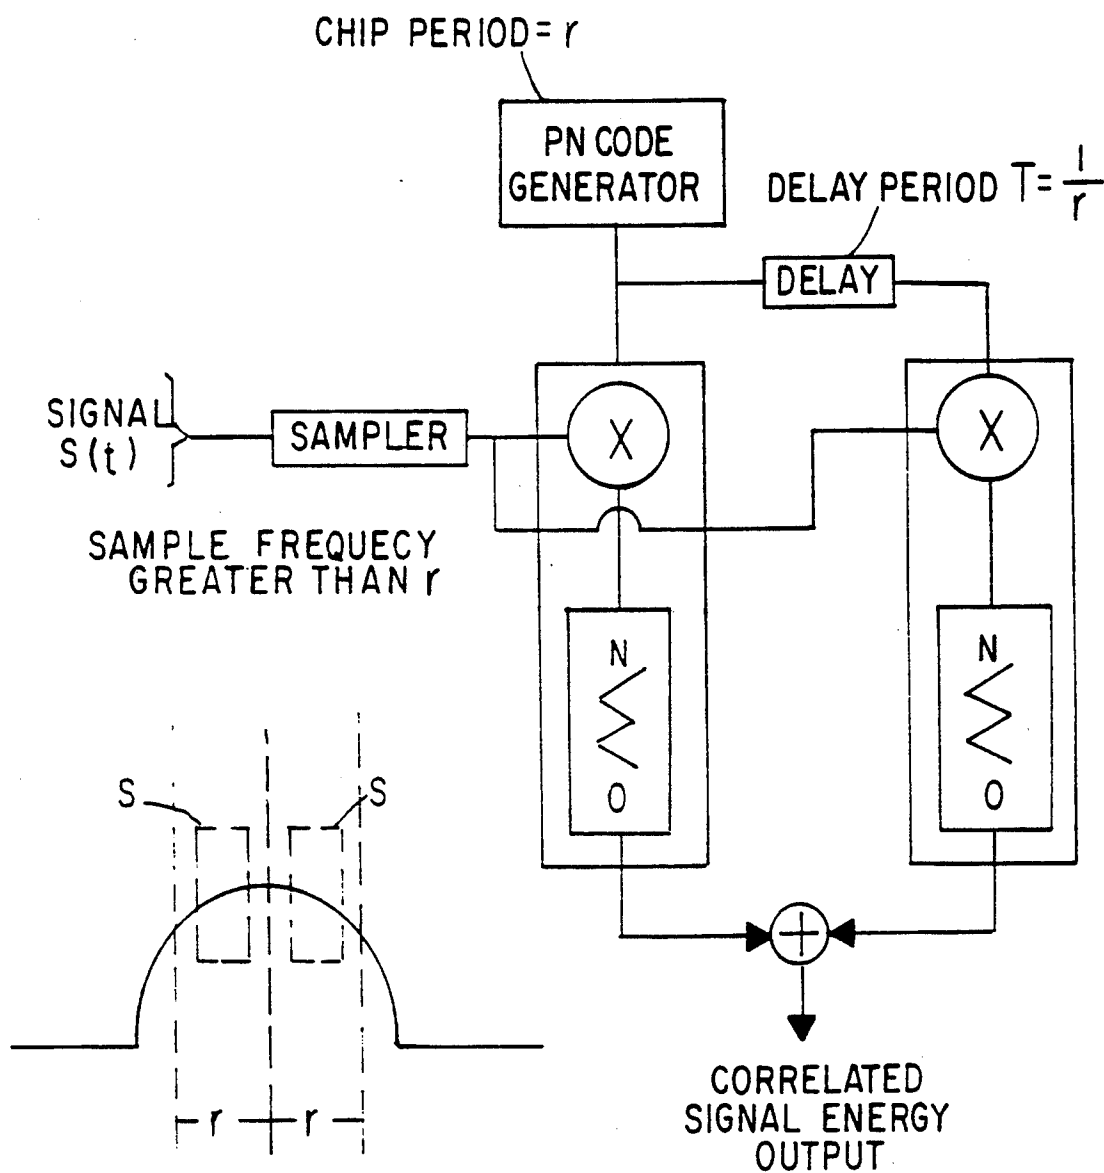 CHIP PERIOD = r
PN CODE
GENERATOR
DELAY PERIOD T = 1/r
DELAY
SIGNAL
S(t)
SAMPLER
X
X
SAMPLE FREQUECY
GREATER THAN r
N
O
N
O
S
S
r
r
CORRELATED
SIGNAL ENERGY
OUTPUT